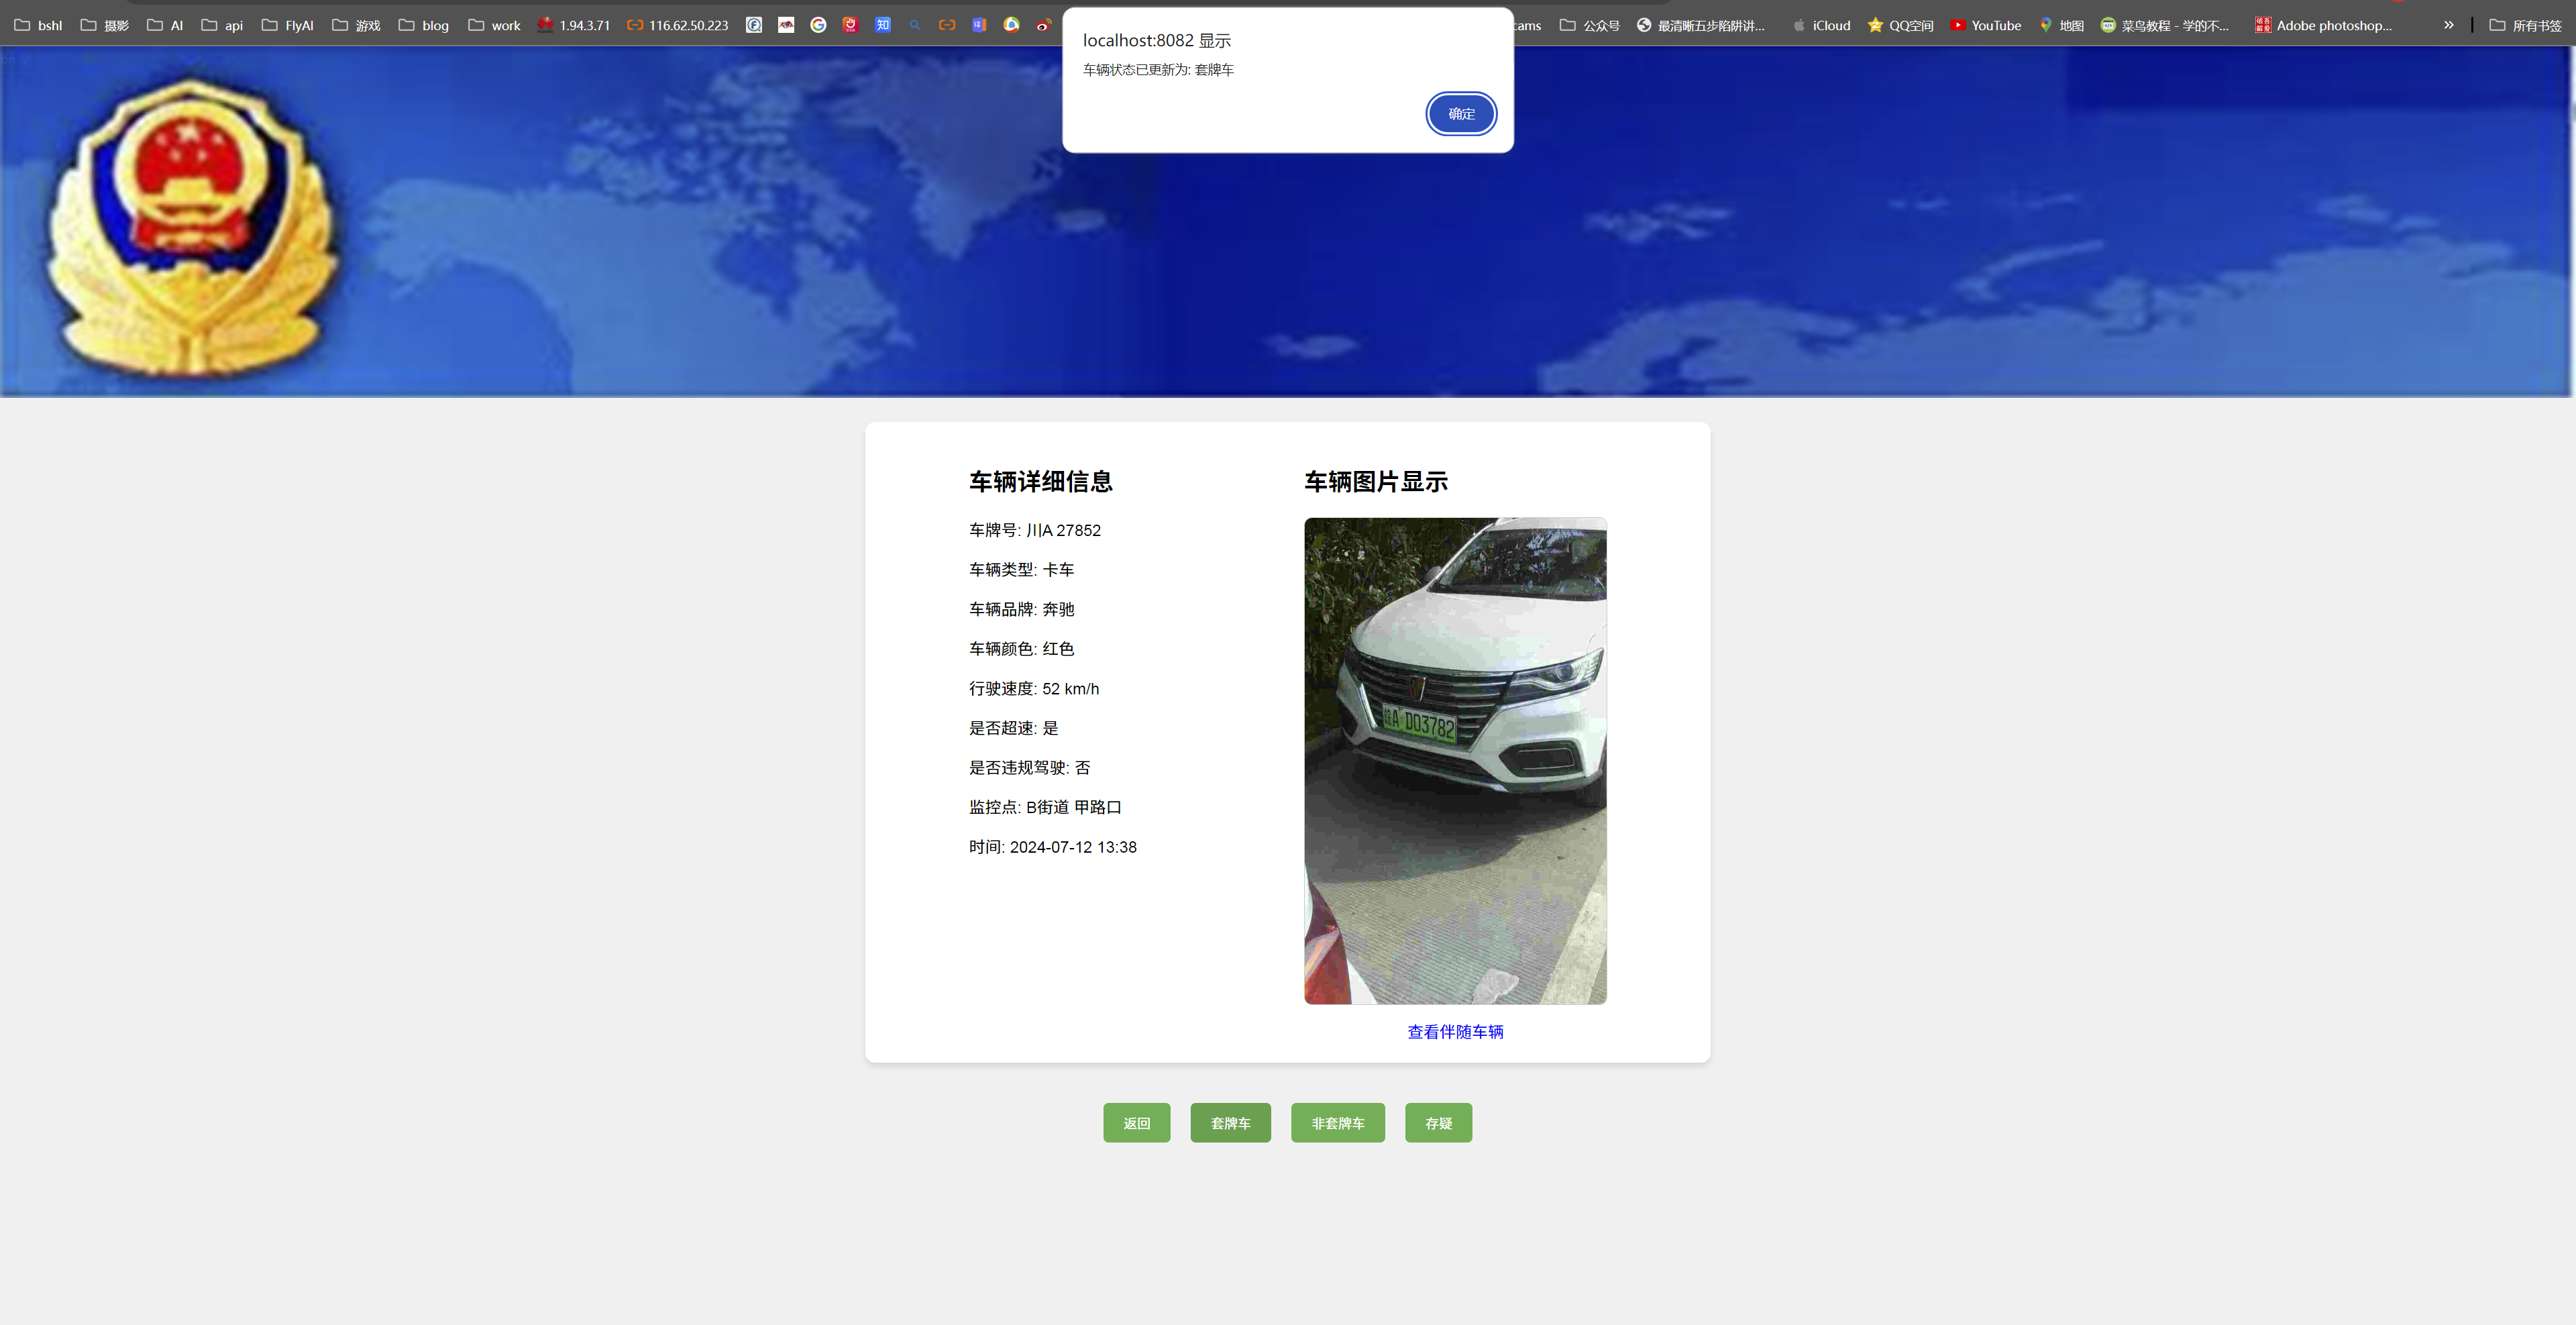 bshl 摄影 AI api FlyAI 游戏 blog work 1.94.3.71 116.62.50.223 知 cams 公众号 最清晰五步陷阱讲... iCloud QQ空间 YouTube 地图 菜鸟教程 - 学的不... Adobe photoshop... 所有书签
localhost:8082 显示
车辆状态已更新为: 套牌车
确定
车辆详细信息
车牌号: 川A 27852
车辆类型: 卡车
车辆品牌: 奔驰
车辆颜色: 红色
行驶速度: 52 km/h
是否超速: 是
是否违规驾驶: 否
监控点: B街道 甲路口
时间: 2024-07-12 13:38
车辆图片显示
皖A D03782
查看伴随车辆
返回 套牌车 非套牌车 存疑